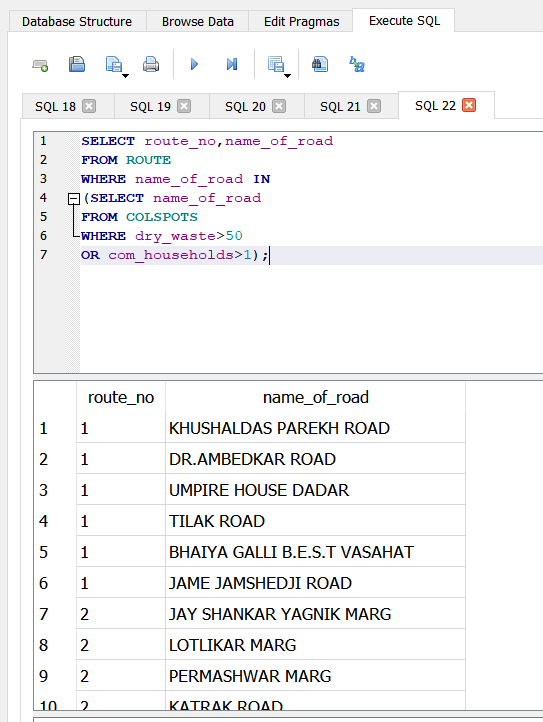 Database Structure Browse Data Edit Pragmas Execute SQL
SQL 18 SQL 19 SQL 20 SQL 21 SQL 22
1 SELECT route_no,name_of_road
2 FROM ROUTE
3 WHERE name_of_road IN
4 (SELECT name_of_road
5 FROM COLSPOTS
6 WHERE dry_waste>50
7 OR com_households>1);
route_no name_of_road
1 1 KHUSHALDAS PAREKH ROAD
2 1 DR.AMBEDKAR ROAD
3 1 UMPIRE HOUSE DADAR
4 1 TILAK ROAD
5 1 BHAIYA GALLI B.E.S.T VASAHAT
6 1 JAME JAMSHEDJI ROAD
7 2 JAY SHANKAR YAGNIK MARG
8 2 LOTLIKAR MARG
9 2 PERMASHWAR MARG
10 2 KATRAK ROAD